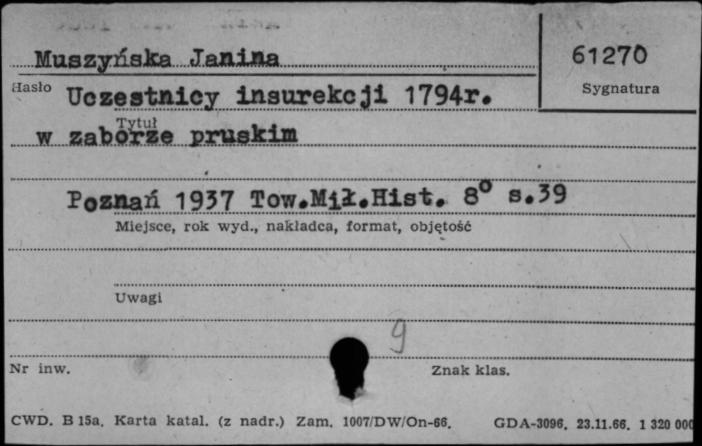 Muszyńska Janina
61270
Hasło
Sygnatura
Uczestnicy insurekcji 1794r.
Tytuł
w zaborze pruskim
Poznań 1937 Tow.Mił.Hist. 8° s.39
Miejsce, rok wyd., nakładca, format, objętość
Uwagi
9
Nr inw.
Znak klas.
CWD. B 15a. Karta katal. (z nadr.) Zam. 1007/DW/On-66. GDA-3096. 23.11.66. 1 320 000